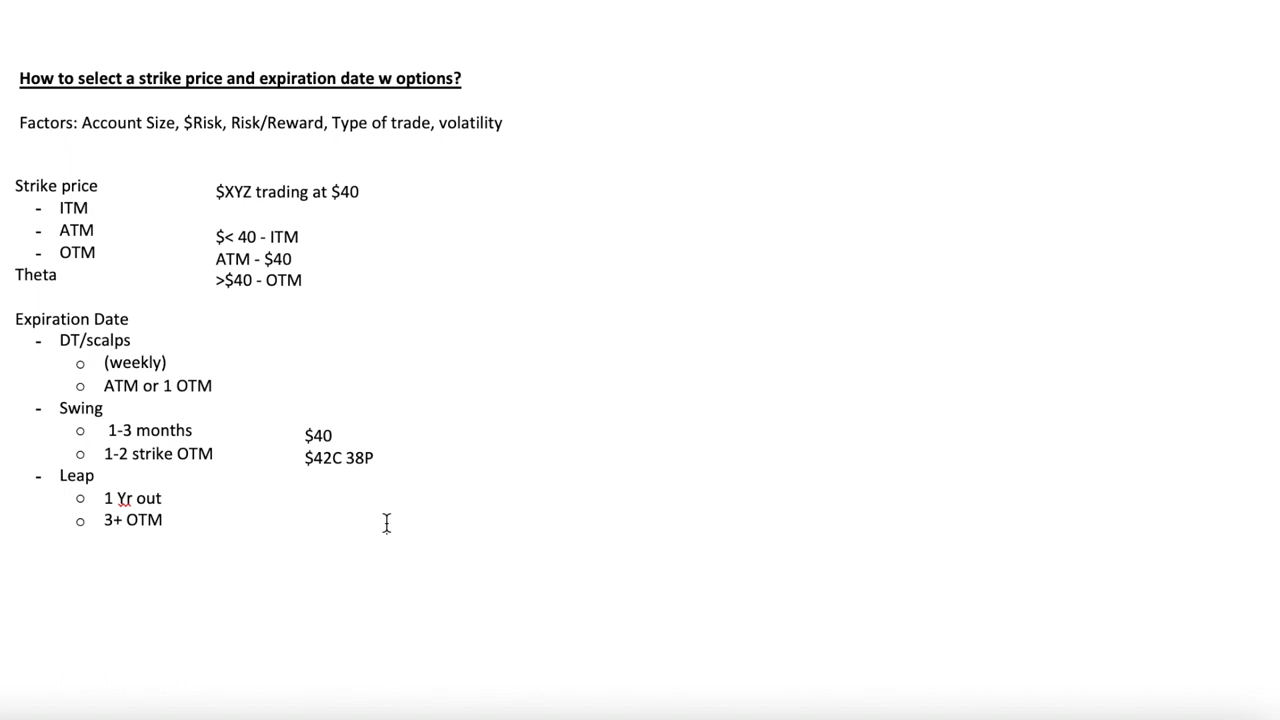 How to select a strike price and expiration date w options?
Factors: Account Size, $Risk, Risk/Reward, Type of trade, volatility
Strike price
- ITM
- ATM
- OTM
Theta
$XYZ trading at $40
$< 40 - ITM
ATM - $40
>$40 - OTM
Expiration Date
- DT/scalps
o (weekly)
o ATM or 1 OTM
- Swing
o 1-3 months
o 1-2 strike OTM
$40
$42C 38P
- Leap
o 1 Yr out
o 3+ OTM